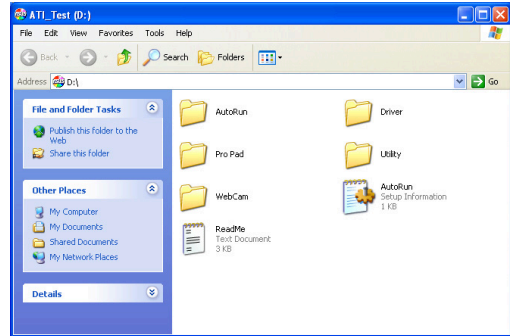 ATI_Test (D:)
File Edit View Favorites Tools Help
Back Search Folders
Address D:\ Go
File and Folder Tasks
Publish this folder to the
Web
Share this folder
Other Places
My Computer
My Documents
Shared Documents
My Network Places
Details
AutoRun
Driver
Pro Pad
Utility
WebCam
AutoRun
Setup Information
1 KB
ReadMe
Text Document
3 KB